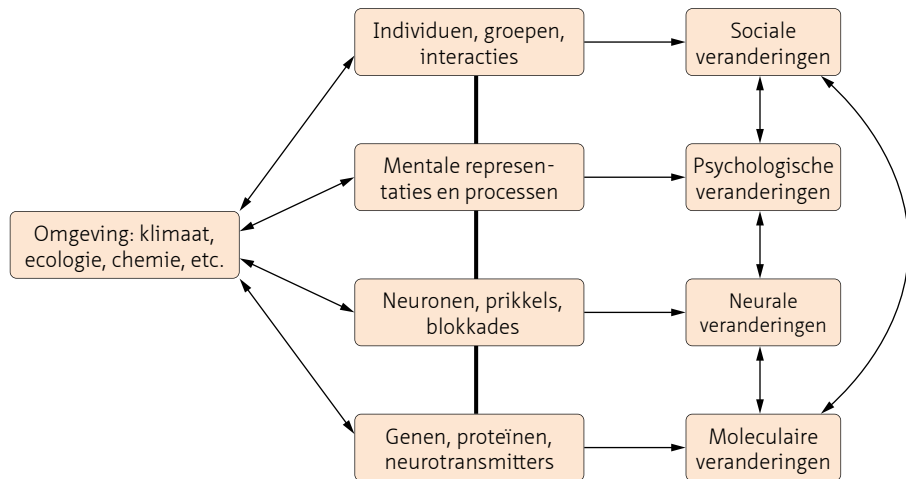 Individuen, groepen,
interacties
Sociale
veranderingen
Mentale represen-
taties en processen
Psychologische
veranderingen
Omgeving: klimaat,
ecologie, chemie, etc.
Neuronen, prikkels,
blokkades
Neurale
veranderingen
Genen, proteïnen,
neurotransmitters
Moleculaire
veranderingen